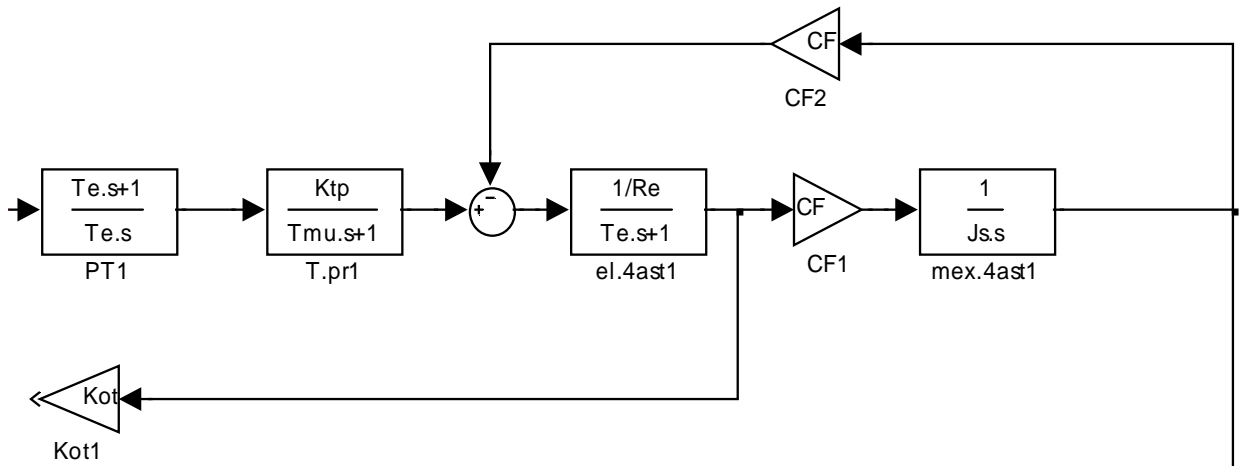 CF
CF2
Te.s+1
Te.s
PT1
Ktp
Tmu.s+1
T.pr1
+
−
1/Re
Te.s+1
el.4ast1
CF
CF1
1
Js.s
mex.4ast1
Kot
Kot1